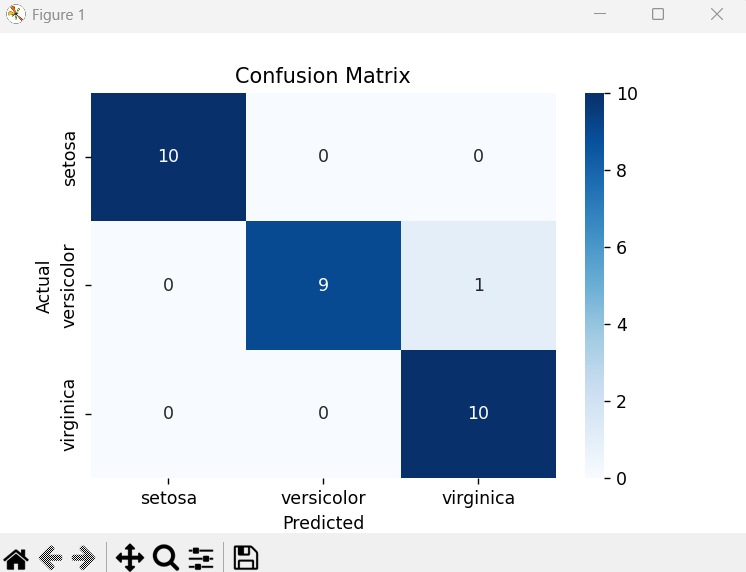 Figure 1
Confusion Matrix
setosa 10 0 0
versicolor 0 9 1
virginica 0 0 10
Actual
setosa versicolor virginica
Predicted
10
8
6
4
2
0